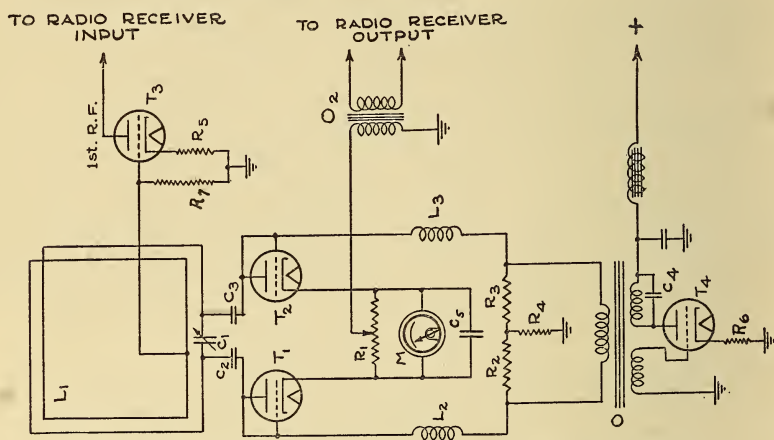 TO RADIO RECEIVER
INPUT
TO RADIO RECEIVER
OUTPUT
+
1st. R.F.
T3
R5
R7
O2
L1
C1
C2
C3
T2
T1
L3
R1
M
C5
R3
R4
R2
L2
C4
T4
R6
O